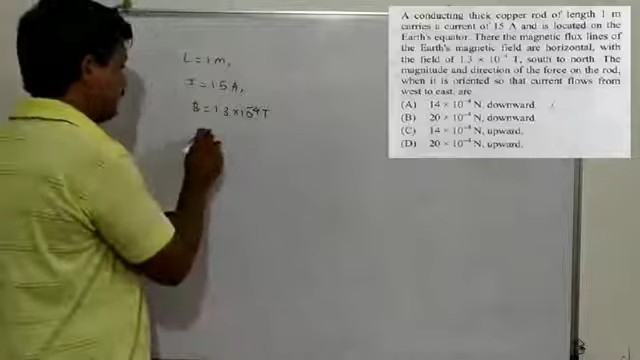 A conducting thick copper rod of length 1 m
carries a current of 15 A and is located on the
Earth's equator. There the magnetic flux lines
of the Earth's magnetic field are horizontal, with
the field of 1.3 × 10⁻⁴ T, south to north. The
magnitude and direction of the force on the rod,
when it is oriented so that current flows from
west to east, are
(A) 14 × 10⁻⁴ N, downward.
(B) 20 × 10⁻⁴ N, downward.
(C) 14 × 10⁻⁴ N, upward.
(D) 20 × 10⁻⁴ N, upward.
L = 1 m,
I = 15 A,
B = 1.3 × 10⁻⁴ T